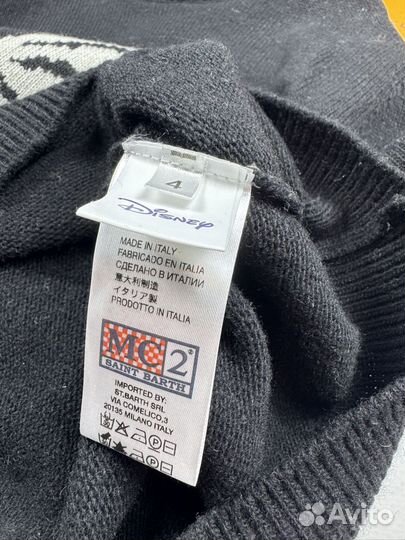 4
Disney
MADE IN ITALY
FABRICADO EN ITALIA
СДЕЛАНО В ИТАЛИИ
意大利制造
イタリア製
PRODOTTO IN ITALIA
MC2®
SAINT BARTH
IMPORTED BY:
ST.BARTH SRL
VIA COMELICO,3
20135 MILANO ITALY
Avito